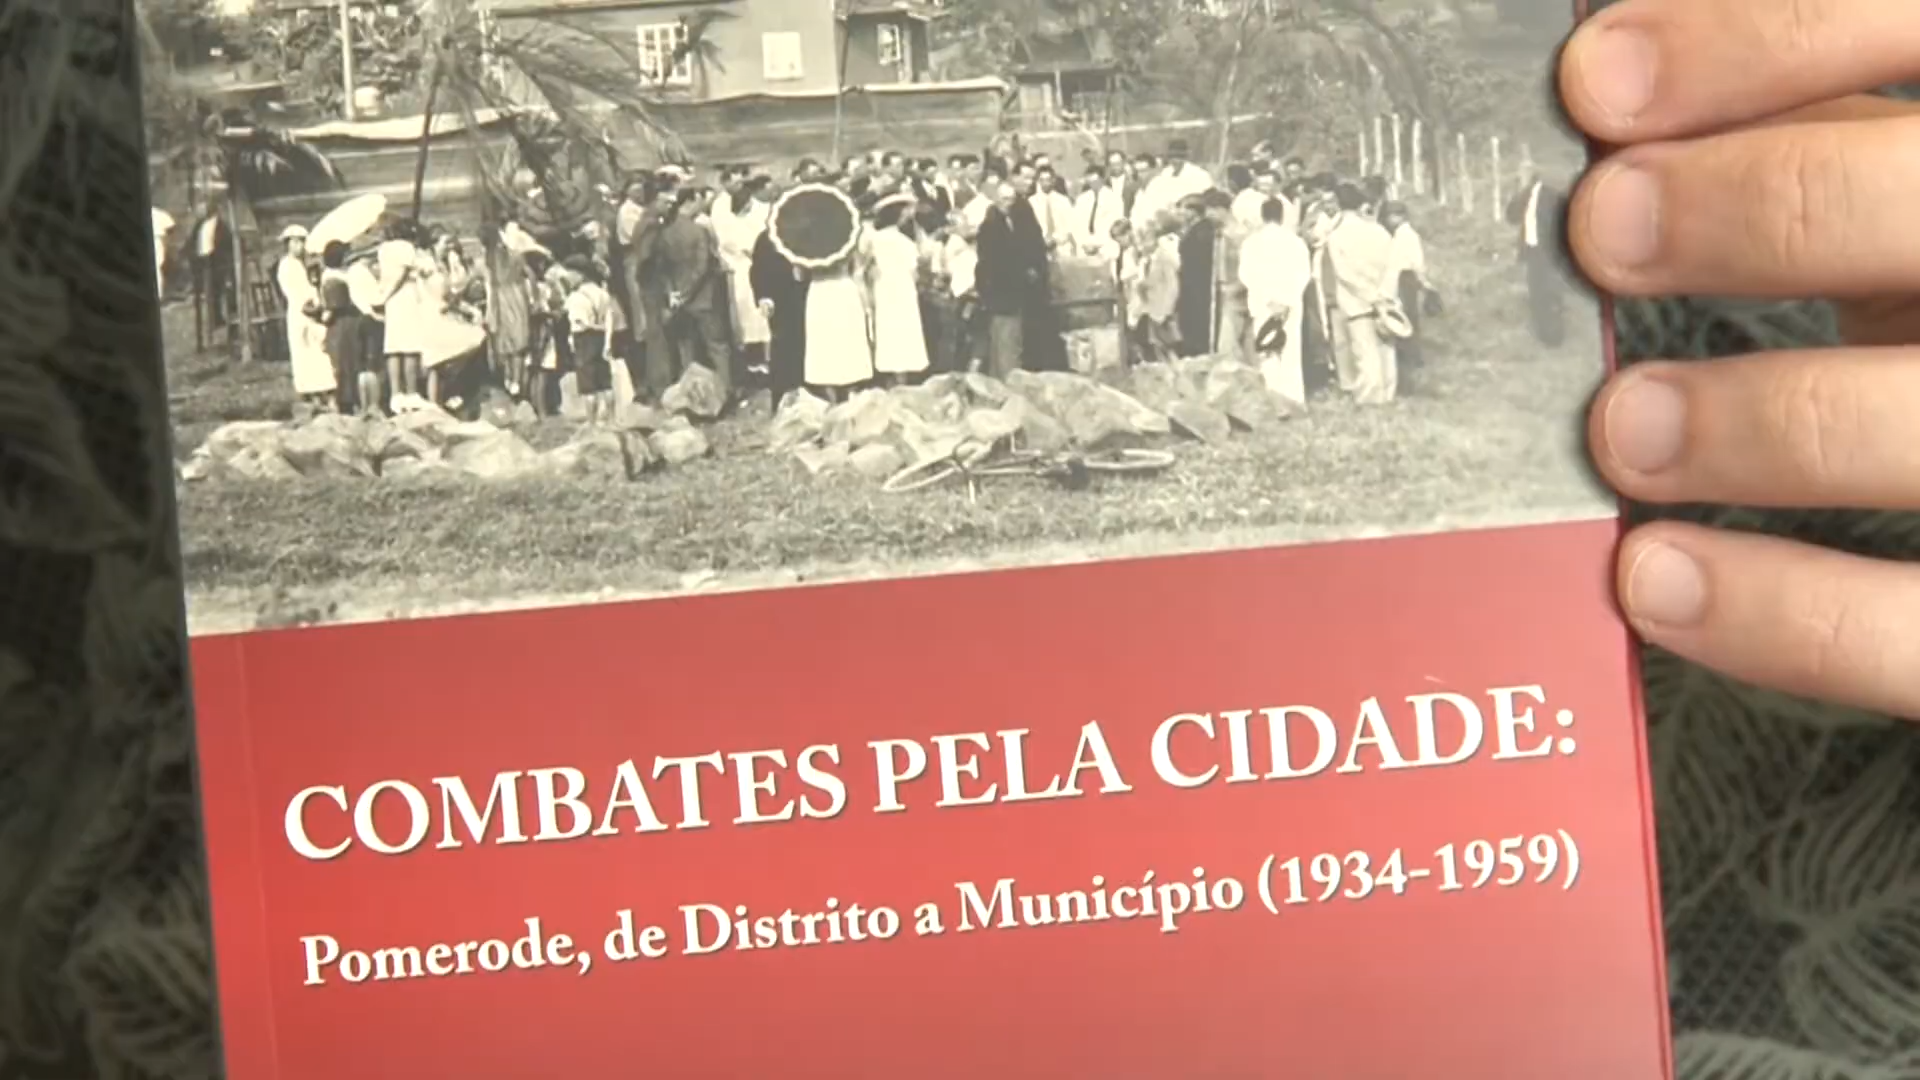 COMBATES PELA CIDADE:
Pomerode, de Distrito a Município (1934-1959)